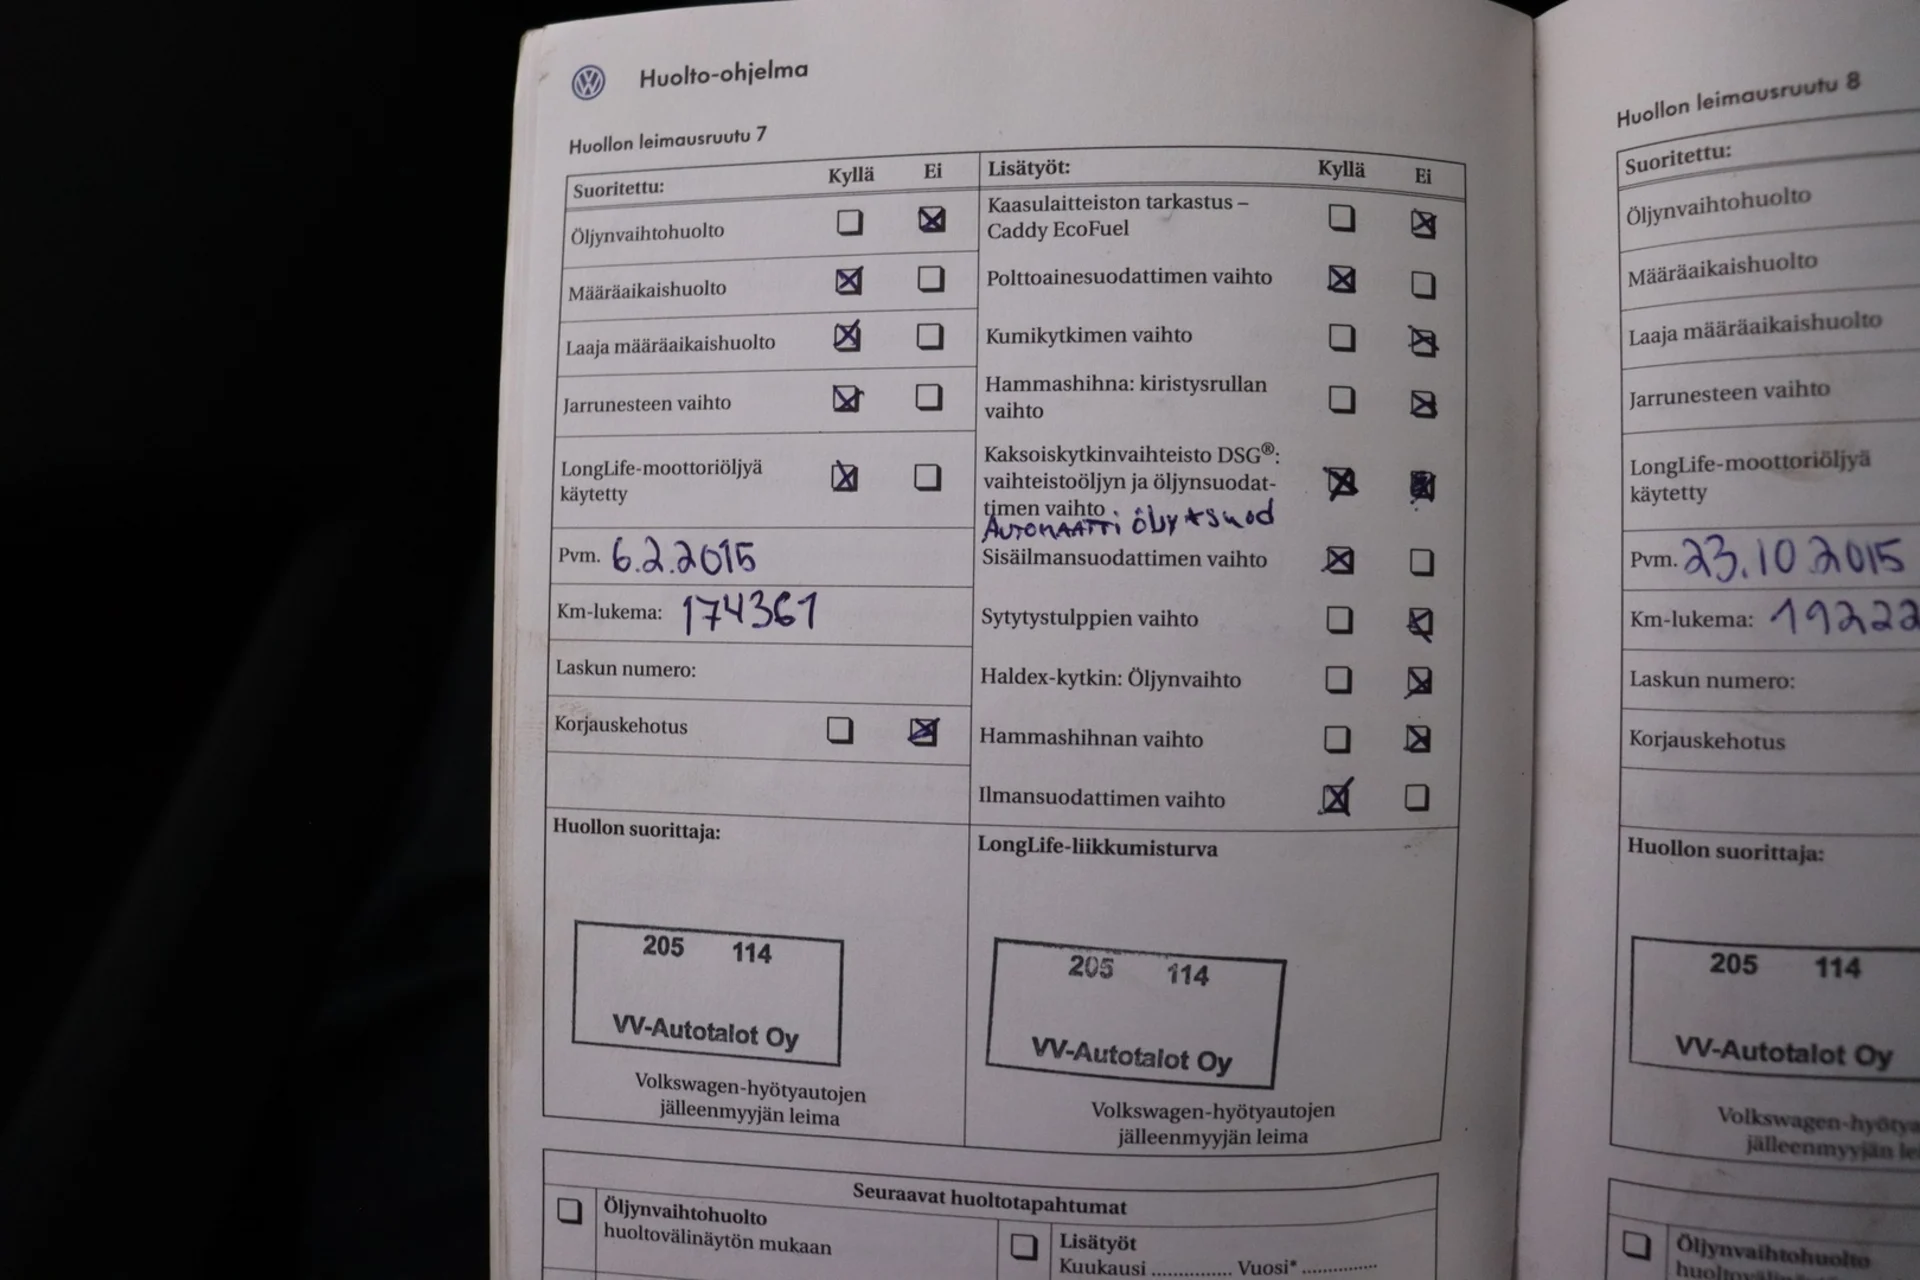 Huolto-ohjelma
Huollon leimausruutu 7
Suoritettu: Kyllä Ei
Öljynvaihtohuolto
Määräaikaishuolto
Laaja määräaikaishuolto
Jarrunesteen vaihto
LongLife-moottoriöljyä
käytetty
Pvm. 6.2.2015
Km-lukema: 174361
Laskun numero:
Korjauskehotus
Huollon suorittaja:
205 114
VV-Autotalot Oy
Volkswagen-hyötyautojen
jälleenmyyjän leima
Lisätyöt: Kyllä Ei
Kaasulaitteiston tarkastus –
Caddy EcoFuel
Polttoainesuodattimen vaihto
Kumikytkimen vaihto
Hammashihna: kiristysrullan
vaihto
Kaksoiskytkinvaihteisto DSG®:
vaihteistoöljyn ja öljynsuodat-
timen vaihto
AUTOMAATTI öljy + suod
Sisäilmansuodattimen vaihto
Sytytystulppien vaihto
Haldex-kytkin: Öljynvaihto
Hammashihnan vaihto
Ilmansuodattimen vaihto
LongLife-liikkumisturva
205 114
VV-Autotalot Oy
Volkswagen-hyötyautojen
jälleenmyyjän leima
Seuraavat huoltotapahtumat
Öljynvaihtohuolto
huoltovälinäytön mukaan
Lisätyöt
Kuukausi .............. Vuosi* ..............
Huollon leimausruutu 8
Suoritettu:
Öljynvaihtohuolto
Määräaikaishuolto
Laaja määräaikaishuolto
Jarrunesteen vaihto
LongLife-moottoriöljyä
käytetty
Pvm. 23.10 2015
Km-lukema: 19222
Laskun numero:
Korjauskehotus
Huollon suorittaja:
205 114
VV-Autotalot Oy
Volkswagen-hyötya
jälleenmyyjän le
Öljynvaihtohuolto